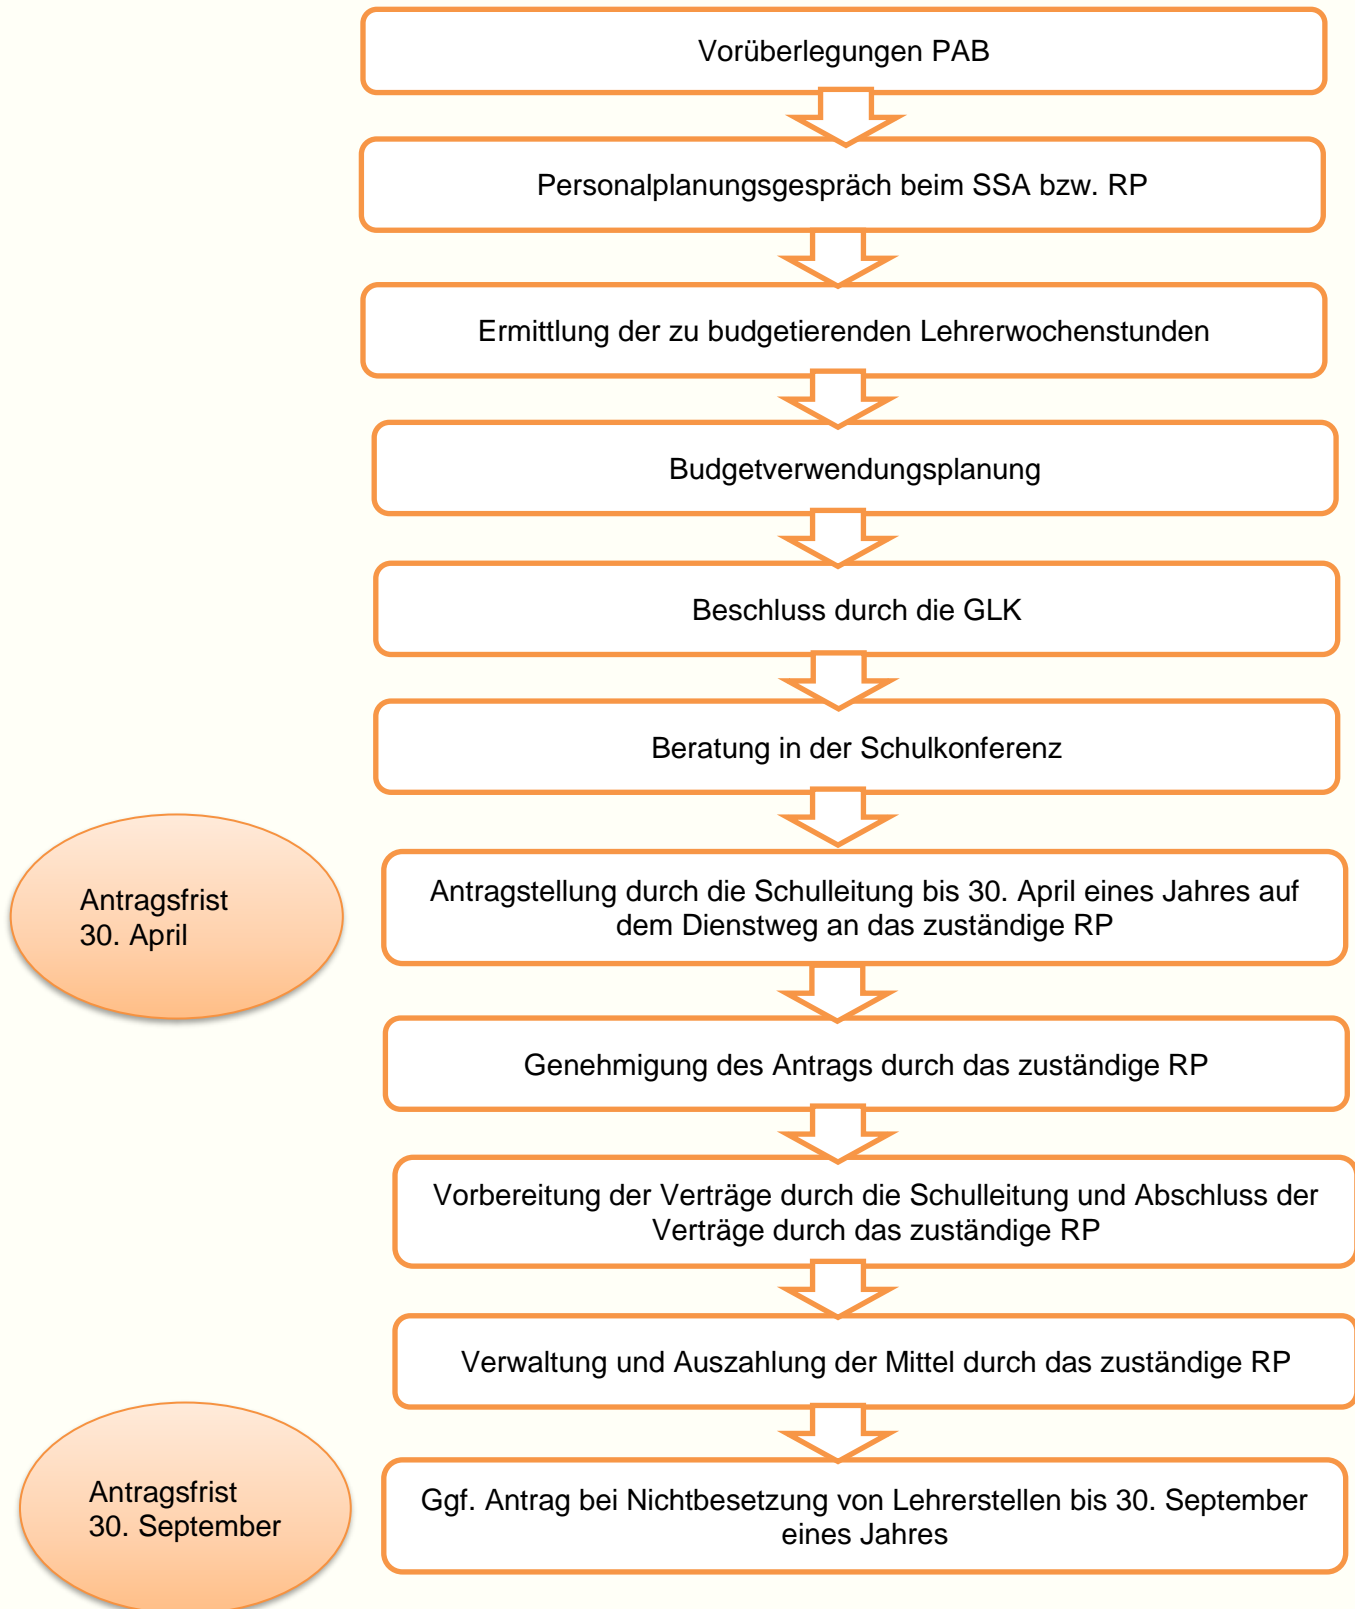 Vorüberlegungen PAB
Personalplanungsgespräch beim SSA bzw. RP
Ermittlung der zu budgetierenden Lehrerwochenstunden
Budgetverwendungsplanung
Beschluss durch die GLK
Beratung in der Schulkonferenz
Antragsfrist
30. April
Antragstellung durch die Schulleitung bis 30. April eines Jahres auf
dem Dienstweg an das zuständige RP
Genehmigung des Antrags durch das zuständige RP
Vorbereitung der Verträge durch die Schulleitung und Abschluss der
Verträge durch das zuständige RP
Verwaltung und Auszahlung der Mittel durch das zuständige RP
Antragsfrist
30. September
Ggf. Antrag bei Nichtbesetzung von Lehrerstellen bis 30. September
eines Jahres